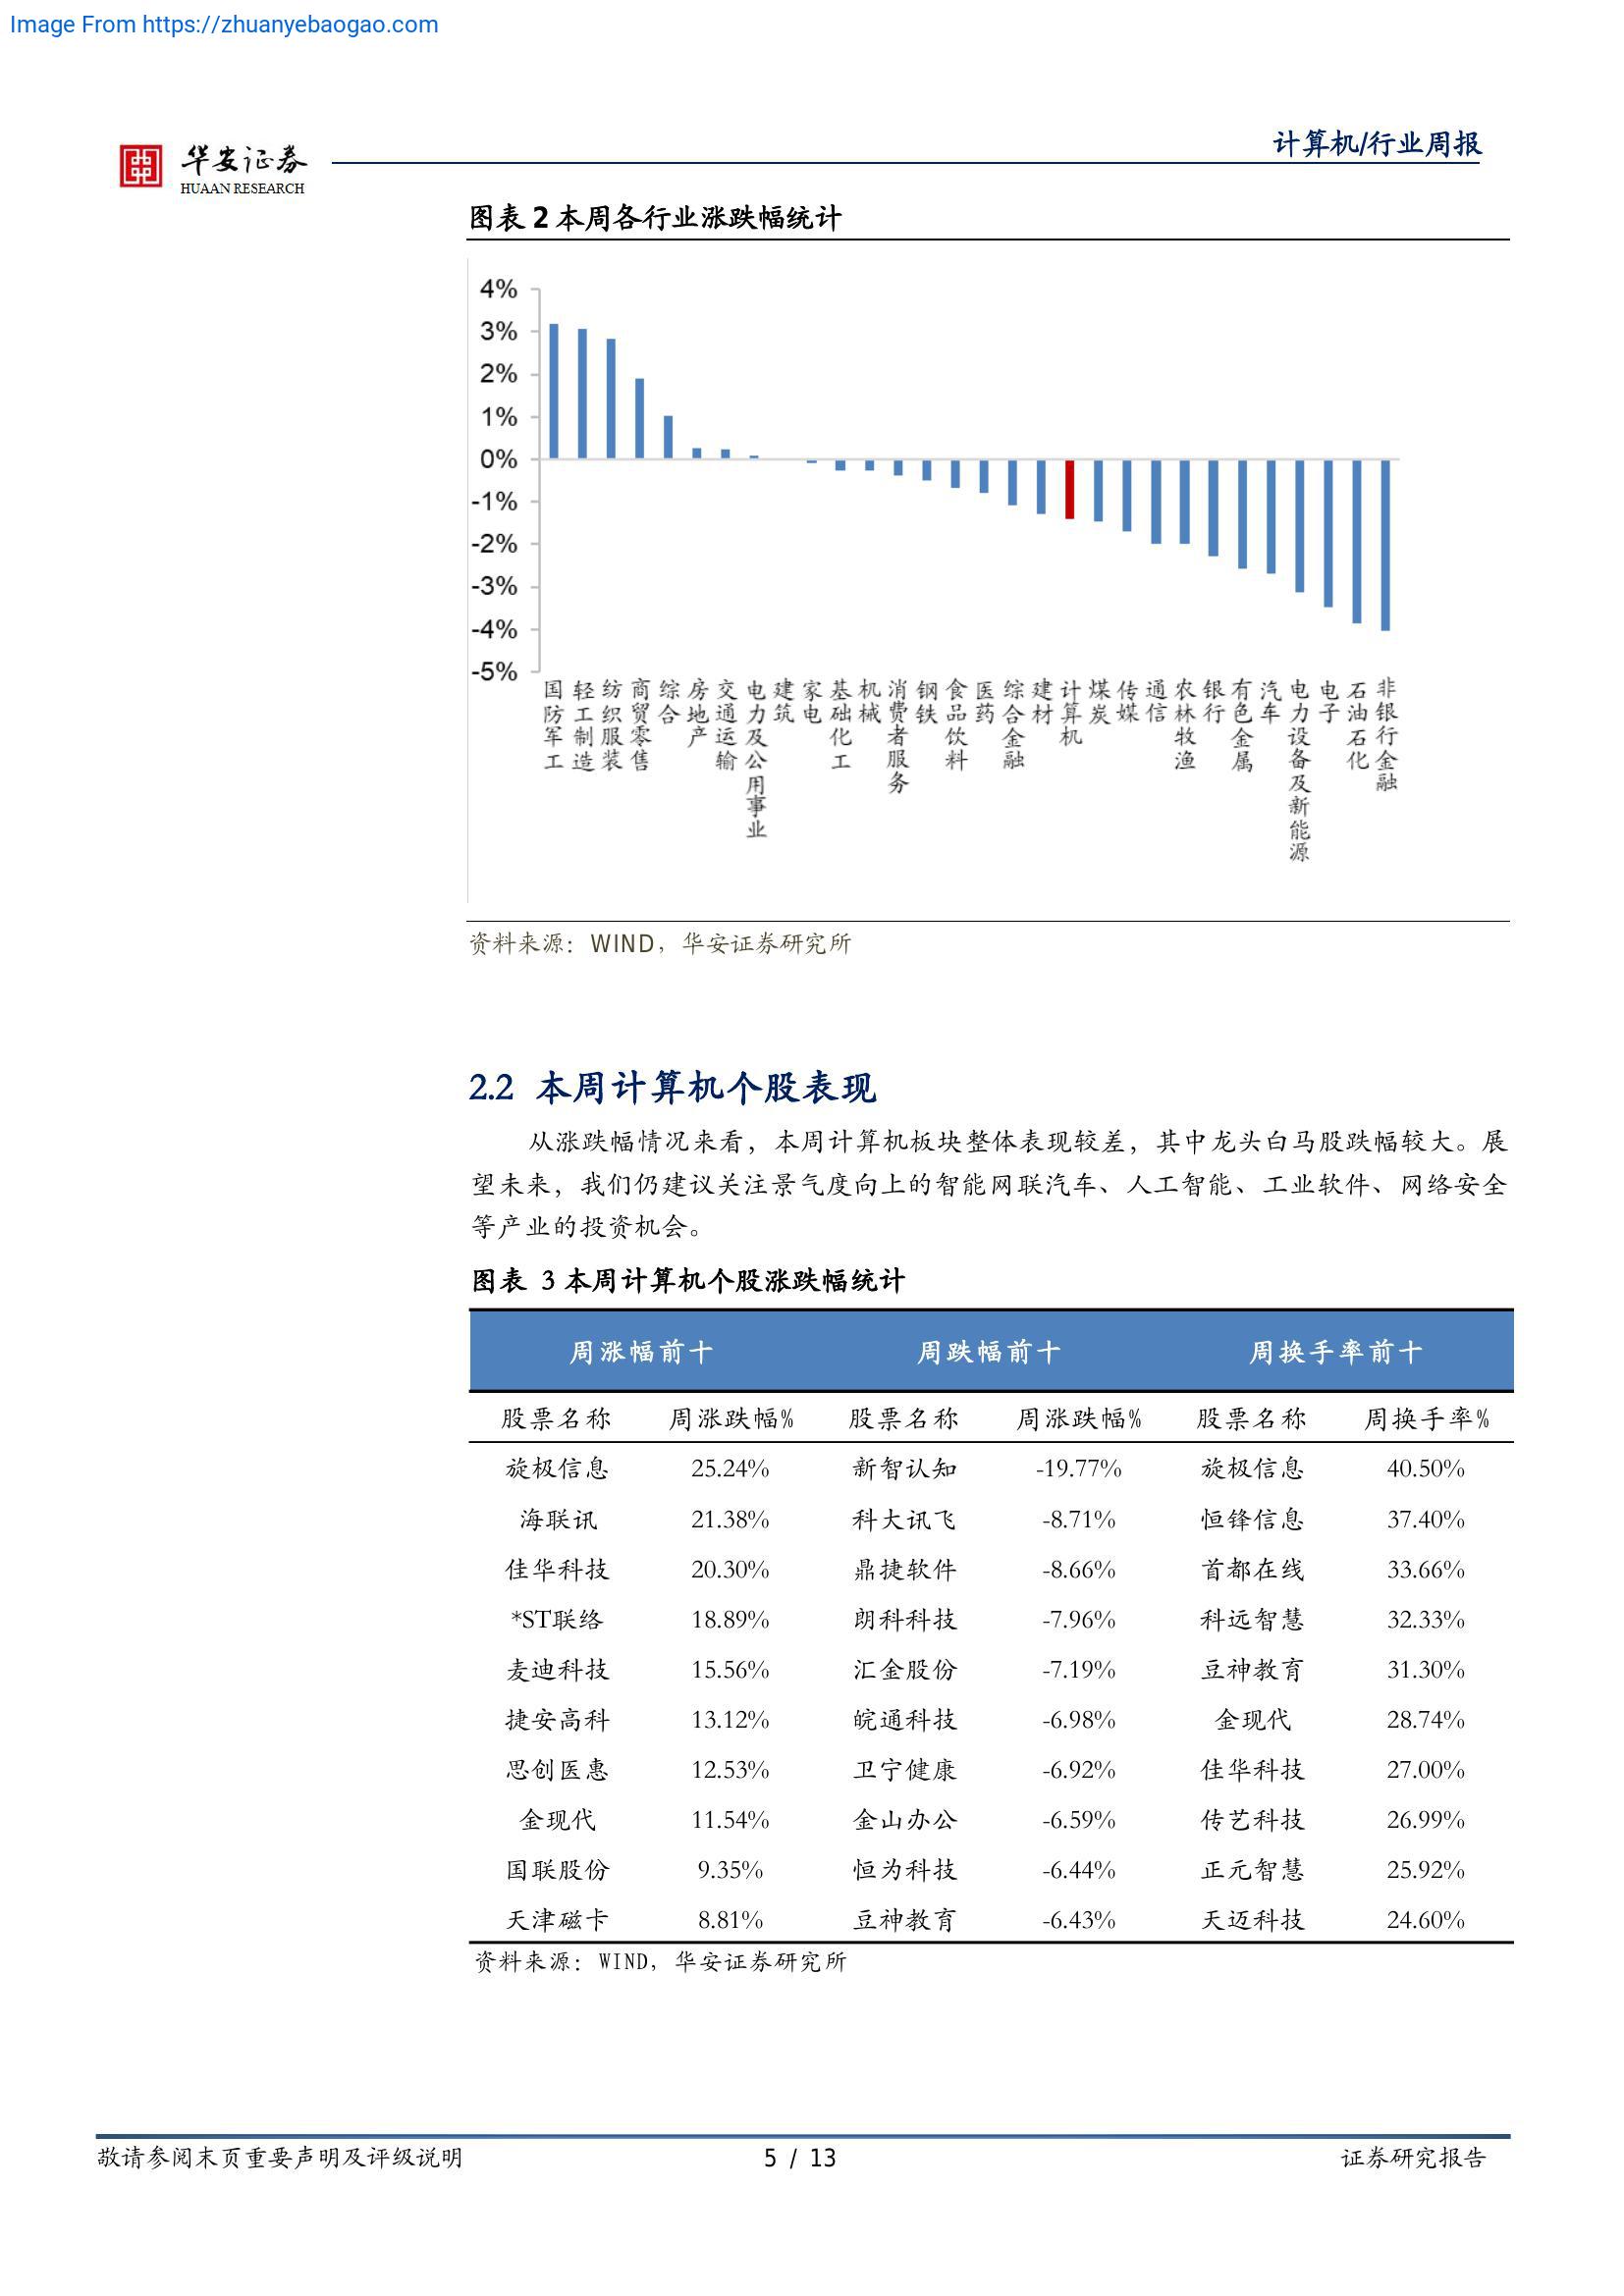 Image From https://zhuanyebaogao.com
华安证券
HUAAN RESEARCH
计算机/行业周报
图表 2 本周各行业涨跌幅统计
4%
3%
2%
1%
0%
-1%
-2%
-3%
-4%
-5%
国防军工
轻工制造
纺织服装
商贸零售
综合
房地产
交通运输
电力及公用事业
建筑
家电
基础化工
机械
消费者服务
钢铁
食品饮料
医药
综合金融
建材
计算机
煤炭
传媒
通信
农林牧渔
银行
有色金属
汽车
电力设备及新能源
电子
石油石化
非银行金融
资料来源：WIND，华安证券研究所
2.2 本周计算机个股表现
从涨跌幅情况来看，本周计算机板块整体表现较差，其中龙头白马股跌幅较大。展
望未来，我们仍建议关注景气度向上的智能网联汽车、人工智能、工业软件、网络安全
等产业的投资机会。
图表 3 本周计算机个股涨跌幅统计
周涨幅前十 周跌幅前十 周换手率前十
股票名称 周涨跌幅% 股票名称 周涨跌幅% 股票名称 周换手率%
旋极信息 25.24% 新智认知 -19.77% 旋极信息 40.50%
海联讯 21.38% 科大讯飞 -8.71% 恒锋信息 37.40%
佳华科技 20.30% 鼎捷软件 -8.66% 首都在线 33.66%
*ST联络 18.89% 朗科科技 -7.96% 科远智慧 32.33%
麦迪科技 15.56% 汇金股份 -7.19% 豆神教育 31.30%
捷安高科 13.12% 皖通科技 -6.98% 金现代 28.74%
思创医惠 12.53% 卫宁健康 -6.92% 佳华科技 27.00%
金现代 11.54% 金山办公 -6.59% 传艺科技 26.99%
国联股份 9.35% 恒为科技 -6.44% 正元智慧 25.92%
天津磁卡 8.81% 豆神教育 -6.43% 天迈科技 24.60%
资料来源：WIND，华安证券研究所
敬请参阅末页重要声明及评级说明 5 / 13 证券研究报告